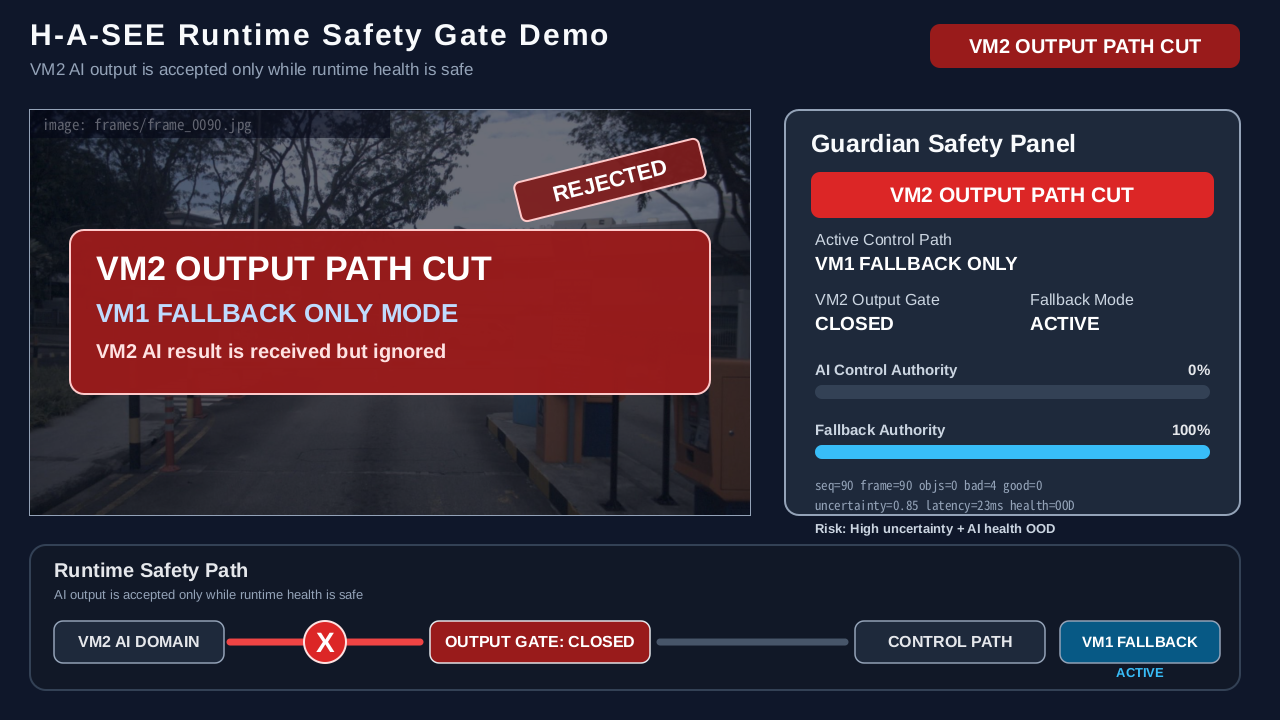 H-A-SEE Runtime Safety Gate Demo
VM2 AI output is accepted only while runtime health is safe
VM2 OUTPUT PATH CUT
image: frames/frame_0090.jpg
REJECTED
VM2 OUTPUT PATH CUT
VM1 FALLBACK ONLY MODE
VM2 AI result is received but ignored
Guardian Safety Panel
VM2 OUTPUT PATH CUT
Active Control Path
VM1 FALLBACK ONLY
VM2 Output Gate
CLOSED
Fallback Mode
ACTIVE
AI Control Authority 0%
Fallback Authority 100%
seq=90 frame=90 objs=0 bad=4 good=0
uncertainty=0.85 latency=23ms health=OOD
Risk: High uncertainty + AI health OOD
Runtime Safety Path
AI output is accepted only while runtime health is safe
VM2 AI DOMAIN
X
OUTPUT GATE: CLOSED
CONTROL PATH
VM1 FALLBACK
ACTIVE